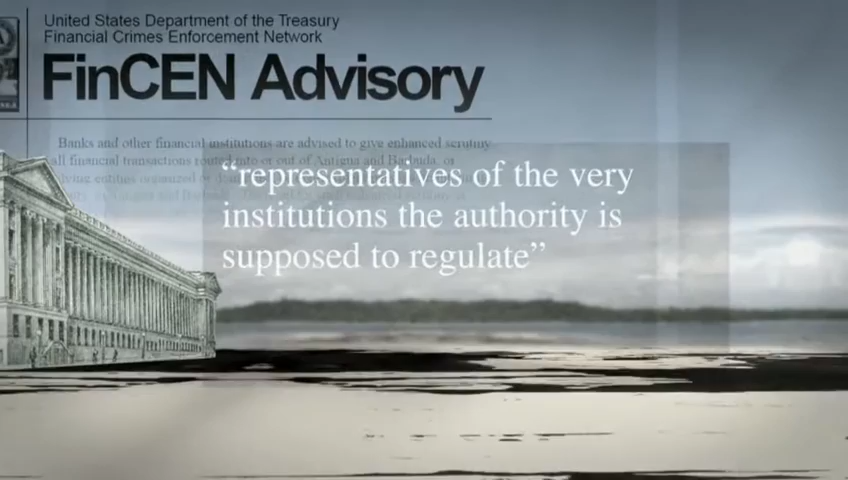 United States Department of the Treasury
Financial Crimes Enforcement Network
FinCEN Advisory
Banks and other financial institutions are advised to give enhanced scrutiny
all financial transactions routed into or out of Antigua and Barbuda, or
entities organized
“representatives of the very
institutions the authority is
supposed to regulate”